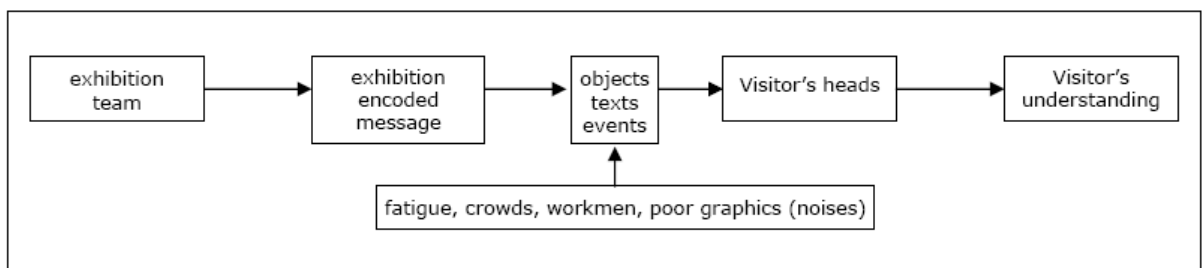 exhibition
team
exhibition
encoded
message
objects
texts
events
Visitor's heads
Visitor's
understanding
fatigue, crowds, workmen, poor graphics (noises)